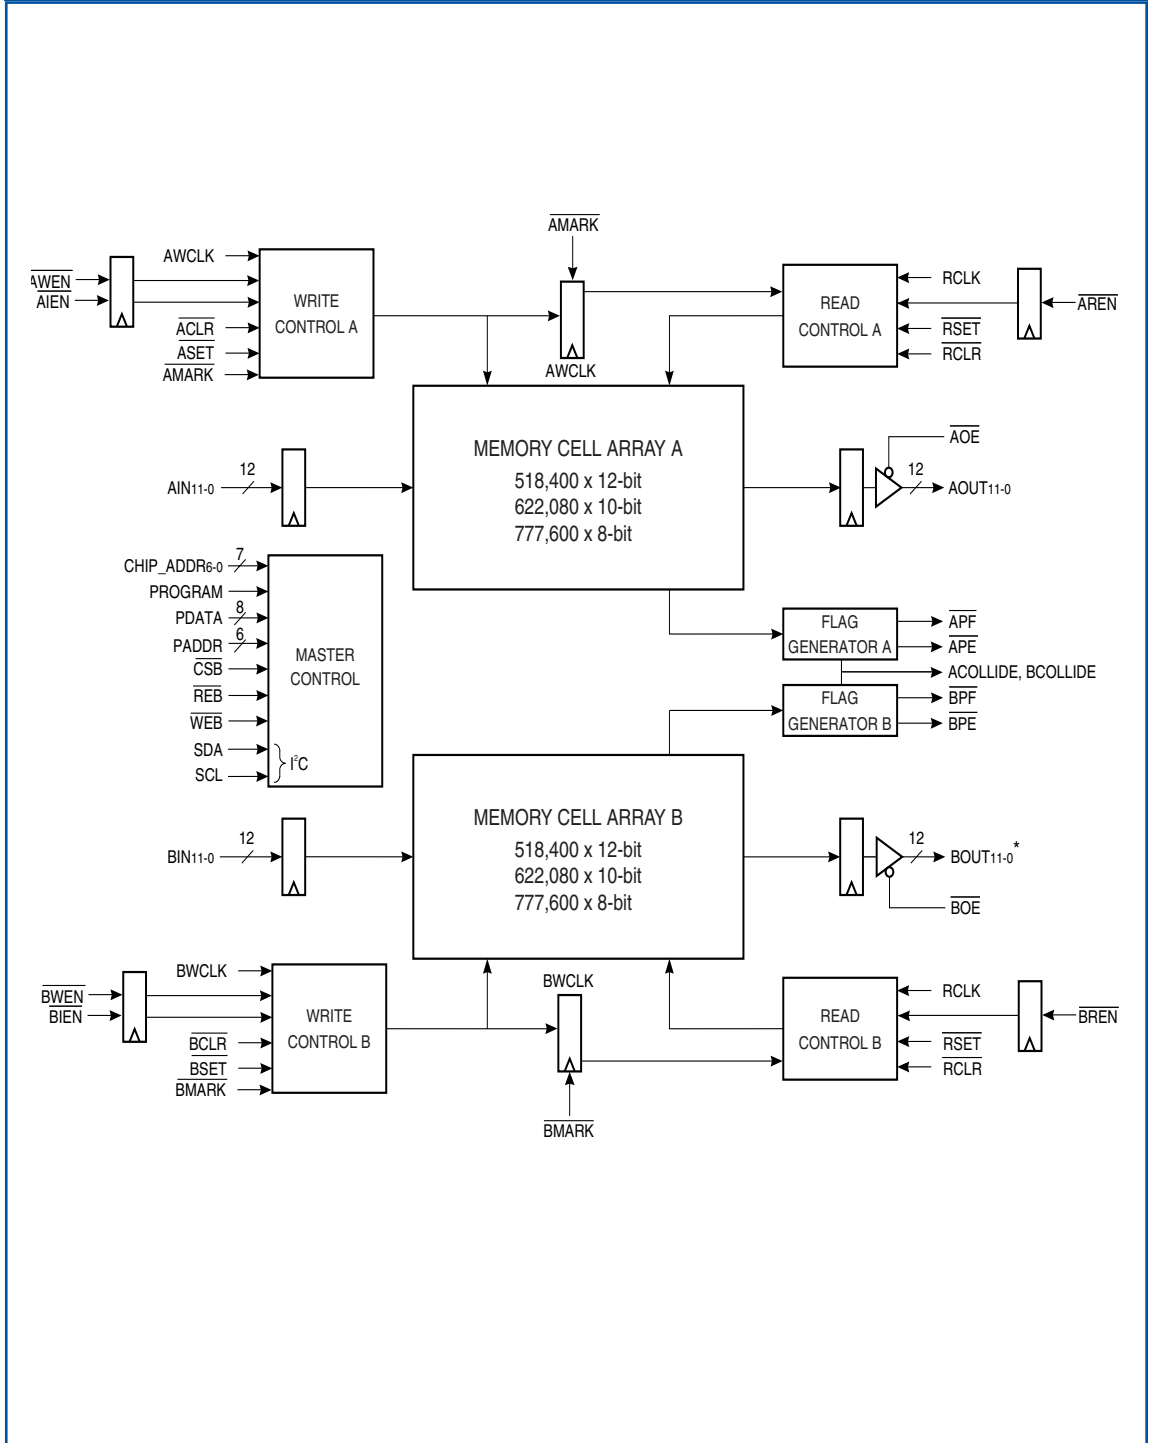 AMARK
AWCLK
AWEN
AIEN
ACLR
ASET
AMARK
WRITE
CONTROL A
AWCLK
READ
CONTROL A
RCLK
AREN
RSET
RCLR
MEMORY CELL ARRAY A
518,400 x 12-bit
622,080 x 10-bit
777,600 x 8-bit
AIN11-0
12
AOE
12
AOUT11-0
CHIP_ADDR6-0
7
PROGRAM
PDATA
8
PADDR
6
CSB
REB
WEB
SDA
SCL
I²C
MASTER
CONTROL
FLAG
GENERATOR A
APF
APE
ACOLLIDE, BCOLLIDE
FLAG
GENERATOR B
BPF
BPE
MEMORY CELL ARRAY B
518,400 x 12-bit
622,080 x 10-bit
777,600 x 8-bit
BIN11-0
12
12
BOUT11-0*
BOE
BWCLK
BWEN
BIEN
BCLR
BSET
BMARK
WRITE
CONTROL B
BWCLK
BMARK
READ
CONTROL B
RCLK
BREN
RSET
RCLR